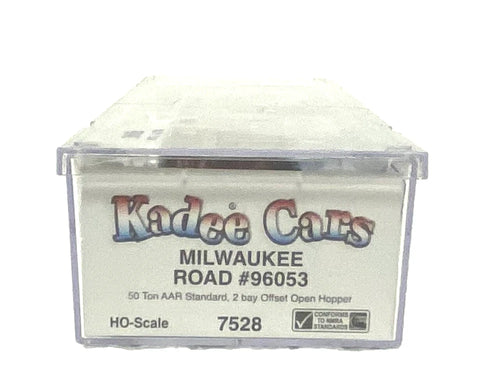 Kadee® Cars
MILWAUKEE
ROAD #96053
50 Ton AAR Standard, 2 bay Offset Open Hopper
HO-Scale 7528 CONFORMS TO NMRA STANDARDS